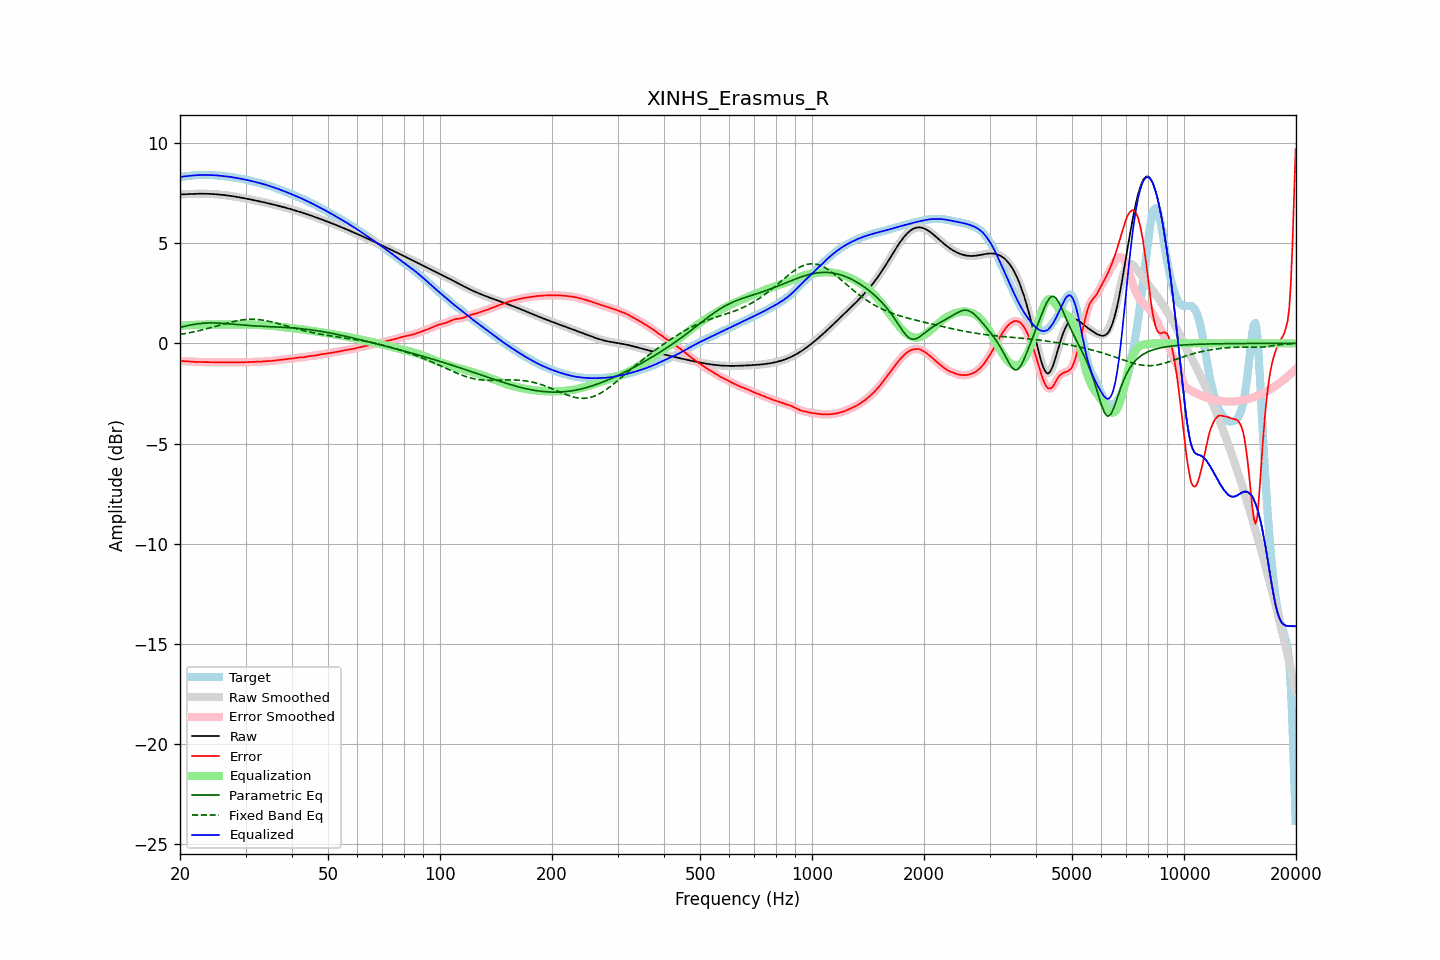 XINHS_Erasmus_R
10
5
0
−5
−10
−15
−20
−25
Amplitude (dBr)
Target
Raw Smoothed
Error Smoothed
Raw
Error
Equalization
Parametric Eq
Fixed Band Eq
Equalized
20 50 100 200 500 1000 2000 5000 10000 20000
Frequency (Hz)